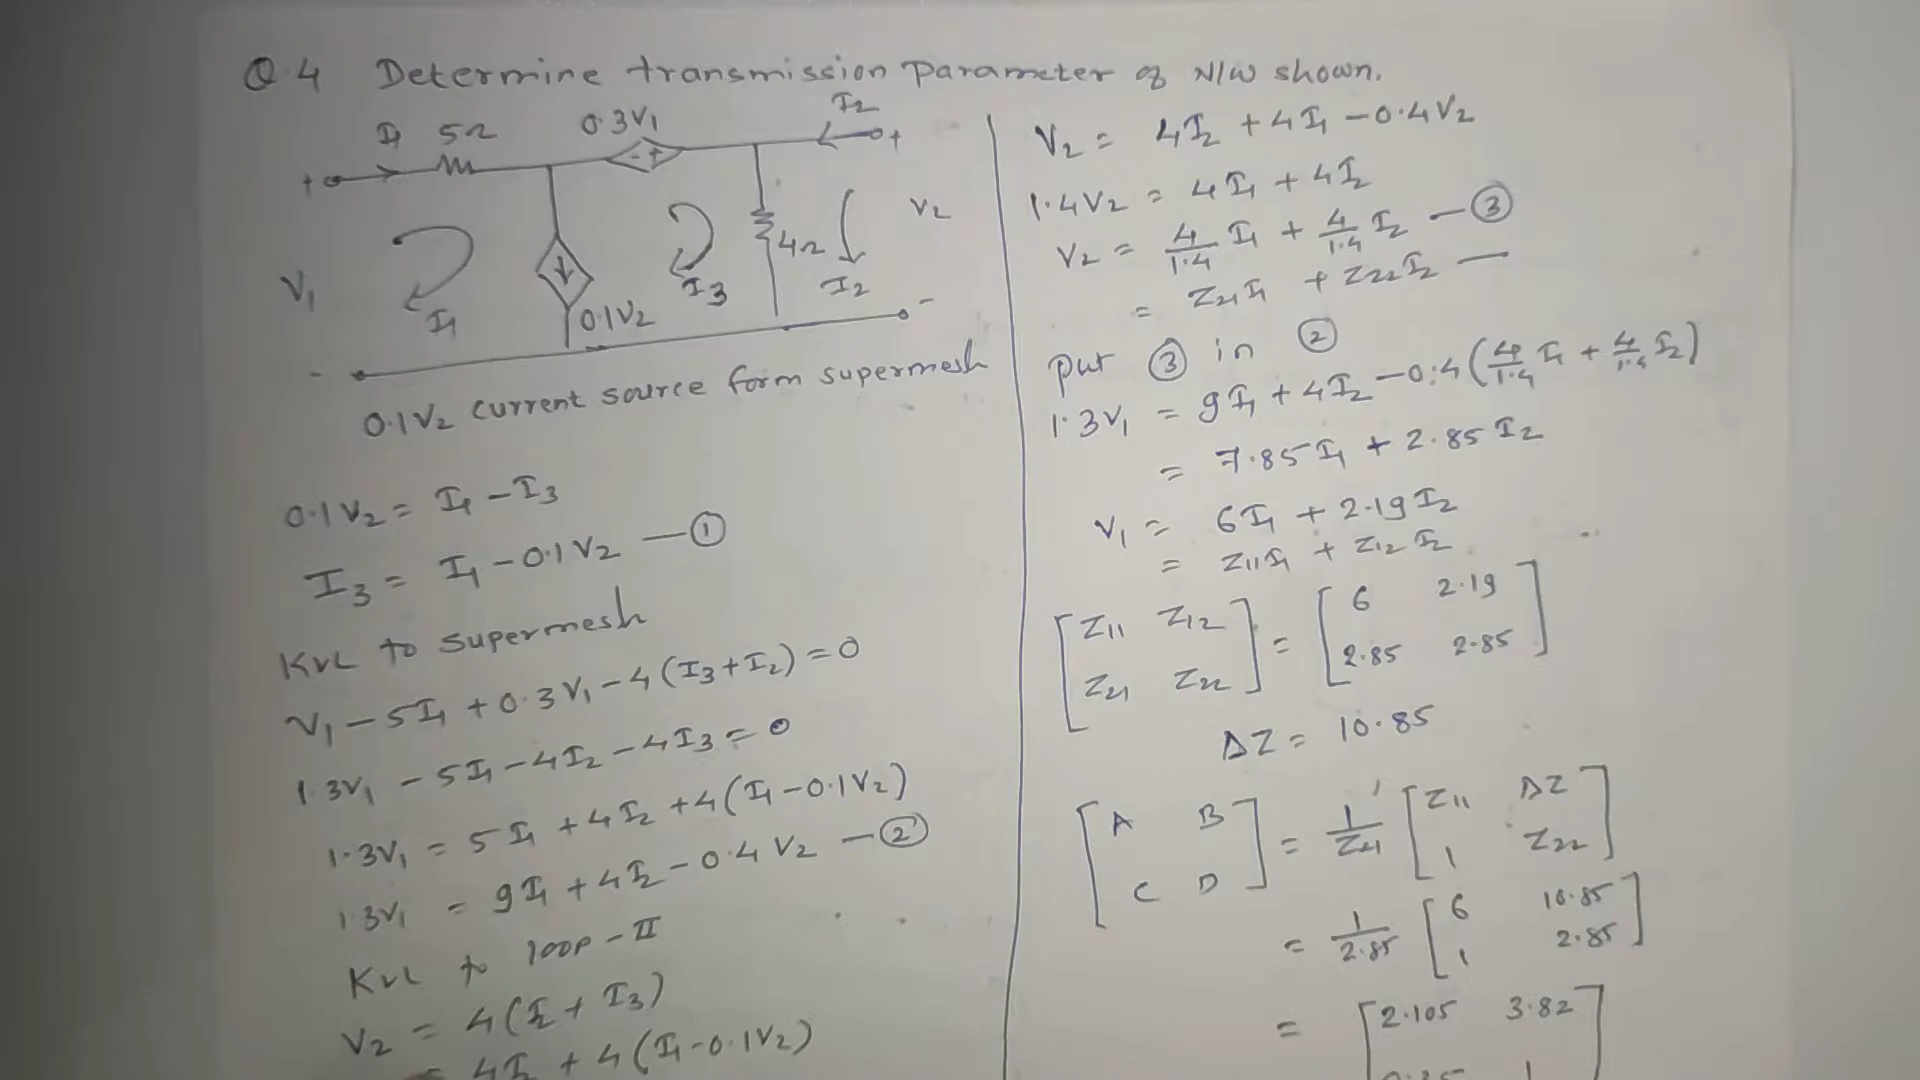 Q.4 Determine transmission parameter of N/W shown.
I1 5Ω 0.3V1 I2
+ - + +
4Ω V2
V1 I1 I3 I2
0.1V2
- -
0.1V2 current source form supermesh
0.1V2 = I1 - I3
I3 = I1 - 0.1V2 — ①
KVL to supermesh
V1 - 5I1 + 0.3V1 - 4(I3 + I2) = 0
1.3V1 - 5I1 - 4I2 - 4I3 = 0
1.3V1 = 5I1 + 4I2 + 4(I1 - 0.1V2)
1.3V1 = 9I1 + 4I2 - 0.4V2 — ②
KVL to loop - II
V2 = 4(I2 + I3)
= 4I2 + 4(I1 - 0.1V2)
V2 = 4I2 + 4I1 - 0.4V2
1.4V2 = 4I1 + 4I2
V2 = 4/1.4 I1 + 4/1.4 I2 — ③
= Z21I1 + Z22I2 —
put ③ in ②
1.3V1 = 9I1 + 4I2 - 0.4(4/1.4 I1 + 4/1.4 I2)
= 7.85I1 + 2.85I2
V1 = 6I1 + 2.19I2
= Z11I1 + Z12I2
[Z11 Z12] = [6 2.19]
[Z21 Z22] [2.85 2.85]
ΔZ = 10.85
[A B] = 1/Z21 [Z11 ΔZ]
[C D] [1 Z22]
= 1/2.85 [6 10.85]
[1 2.85]
= [2.105 3.82]
0.35 1